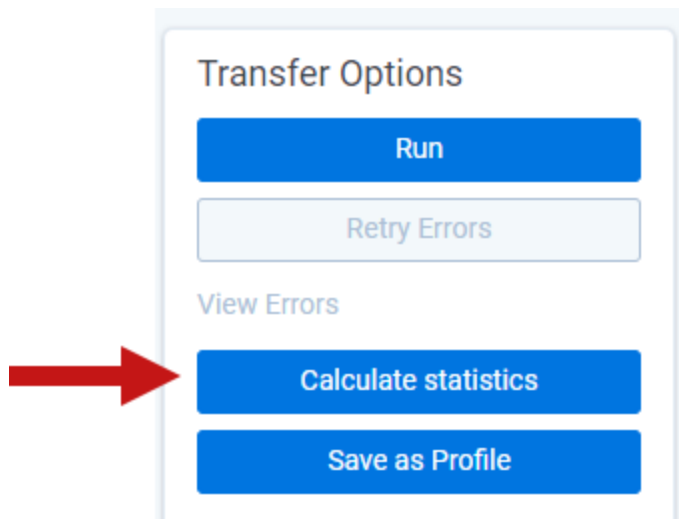 Transfer Options
Run
Retry Errors
View Errors
Calculate statistics
Save as Profile